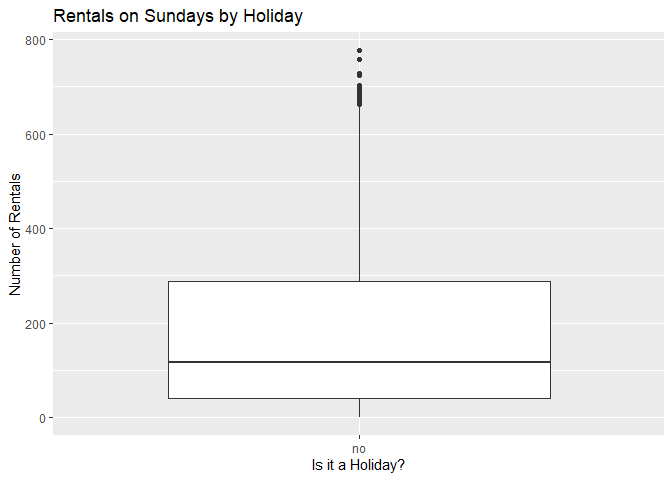 Rentals on Sundays by Holiday
800
600
400
200
0
Number of Rentals
no
Is it a Holiday?